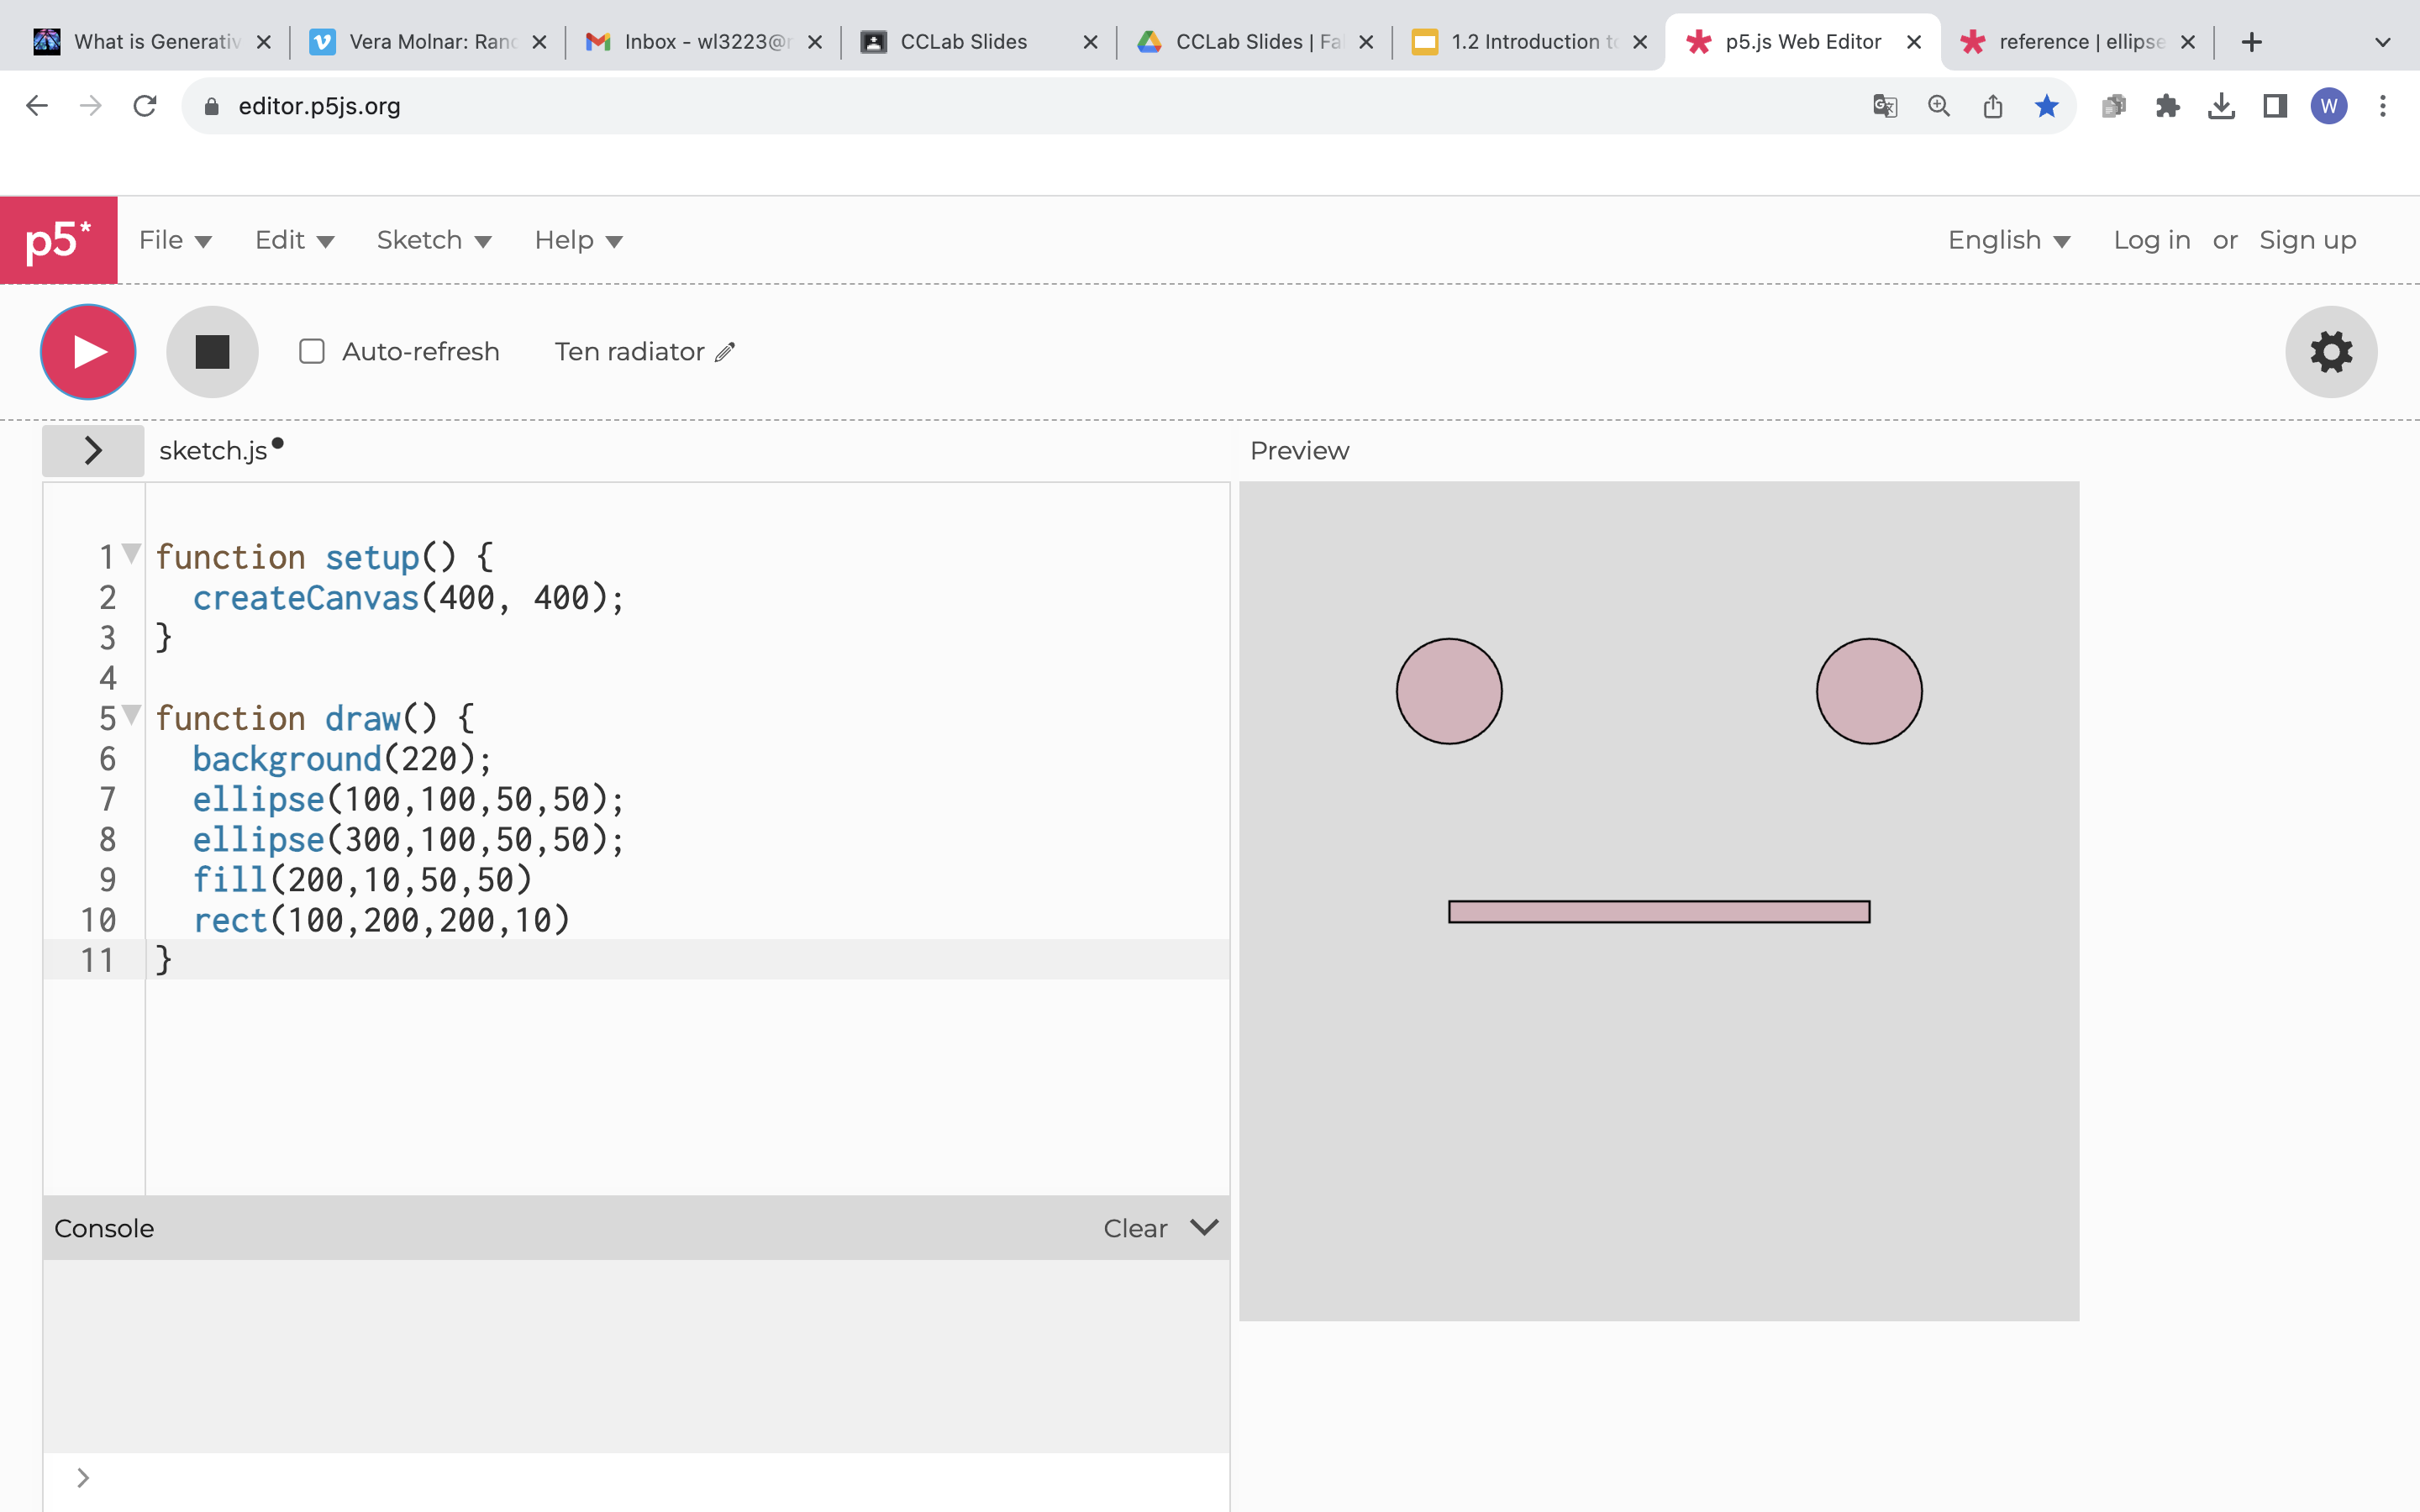 What is Generativ
Vera Molnar: Ranc
Inbox - wl3223@n
CCLab Slides
CCLab Slides | Fa
1.2 Introduction to
p5.js Web Editor
reference | ellipse
editor.p5js.org
W
p5*
File
Edit
Sketch
Help
English
Log in or Sign up
Auto-refresh
Ten radiator
sketch.js
Preview
1 function setup() {
2 createCanvas(400, 400);
3 }
4
5 function draw() {
6 background(220);
7 ellipse(100,100,50,50);
8 ellipse(300,100,50,50);
9 fill(200,10,50,50)
10 rect(100,200,200,10)
11 }
Console
Clear